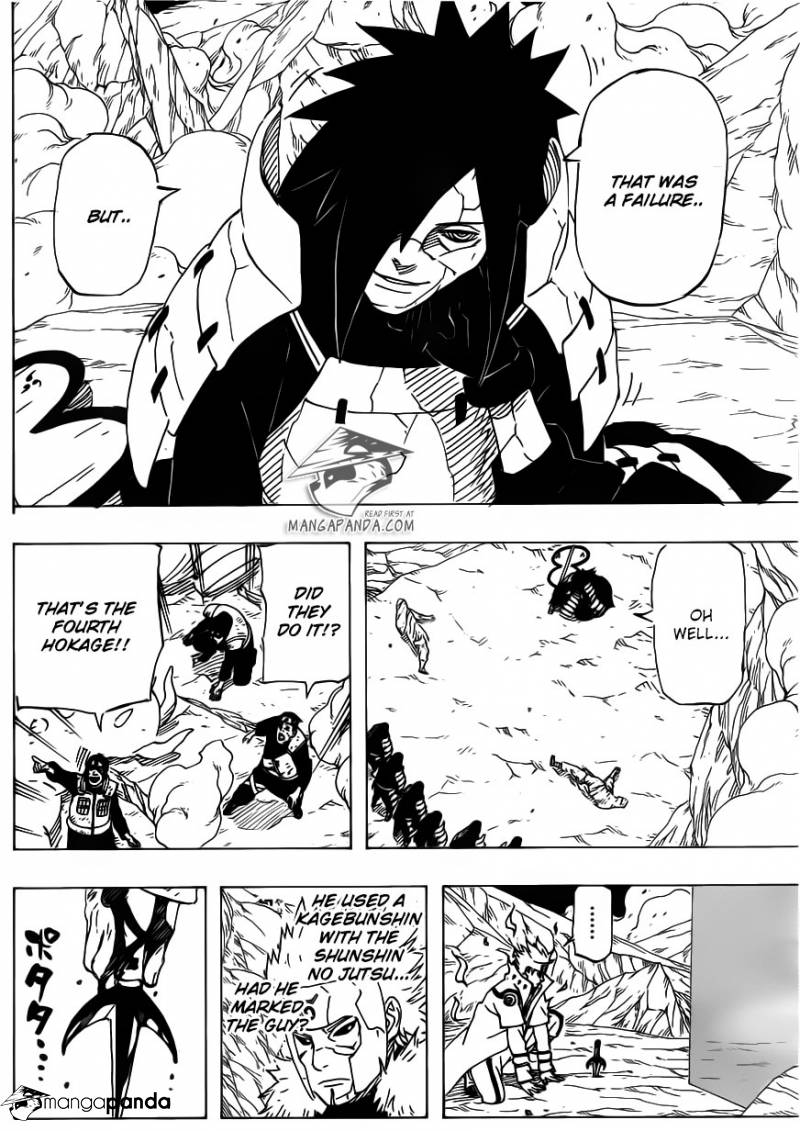 THAT WAS
A FAILURE..
BUT..
READ FIRST AT
MANGAPANDA.COM
OH
WELL...
DID
THEY
DO IT!?
THAT'S THE
FOURTH
HOKAGE!!
......
HE USED A
KAGEBUNSHIN
WITH THE
SHUNSHIN
NO JUTSU...
HAD HE
MARKED
THE GUY?
ポタタ…
mangapanda